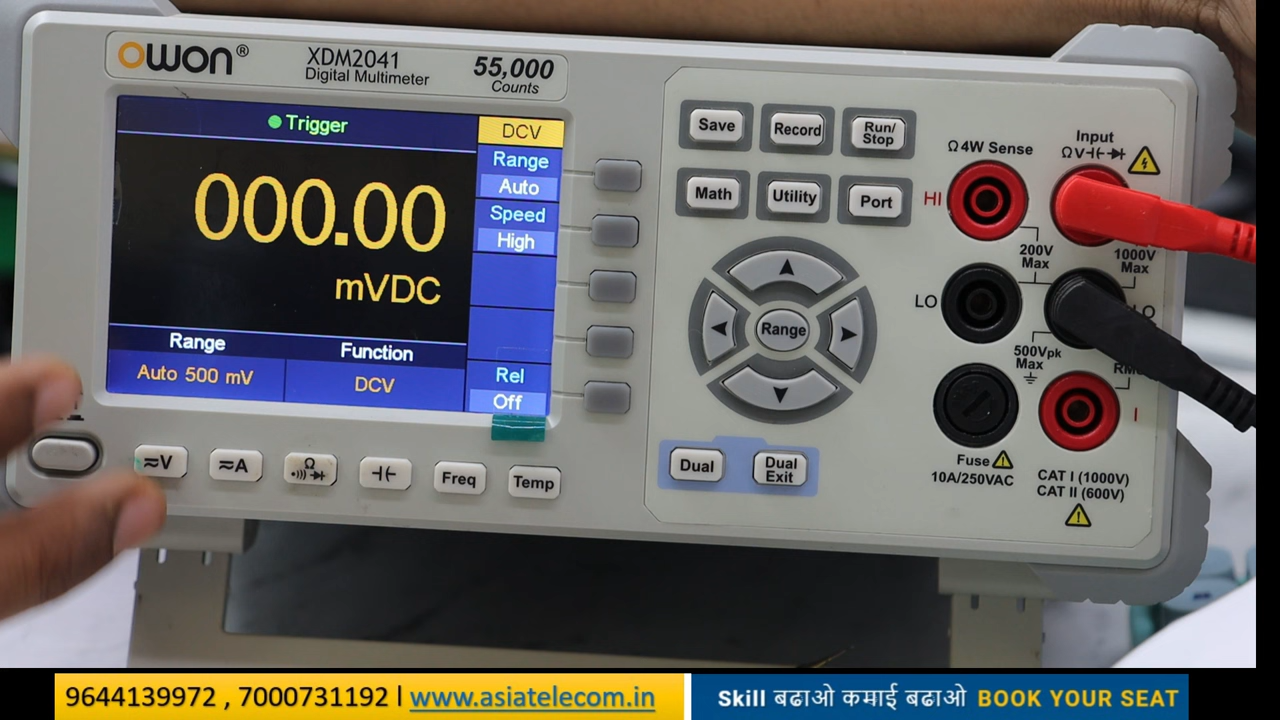 owon®
XDM2041
Digital Multimeter
55,000
Counts
Trigger
DCV
Range
Auto
Speed
High
000.00
mVDC
Range
Function
Auto 500 mV
DCV
Rel
Off
Save
Record
Run/
Stop
Math
Utility
Port
Range
Dual
Dual
Exit
≂V
≂A
Ω
Freq
Temp
Ω4W Sense
Input
ΩV
HI
200V
Max
1000V
Max
LO
LO
500Vpk
Max
I
Fuse
10A/250VAC
CAT I (1000V)
CAT II (600V)
9644139972 , 7000731192 l www.asiatelecom.in
Skill बढाओ कमाई बढाओ BOOK YOUR SEAT